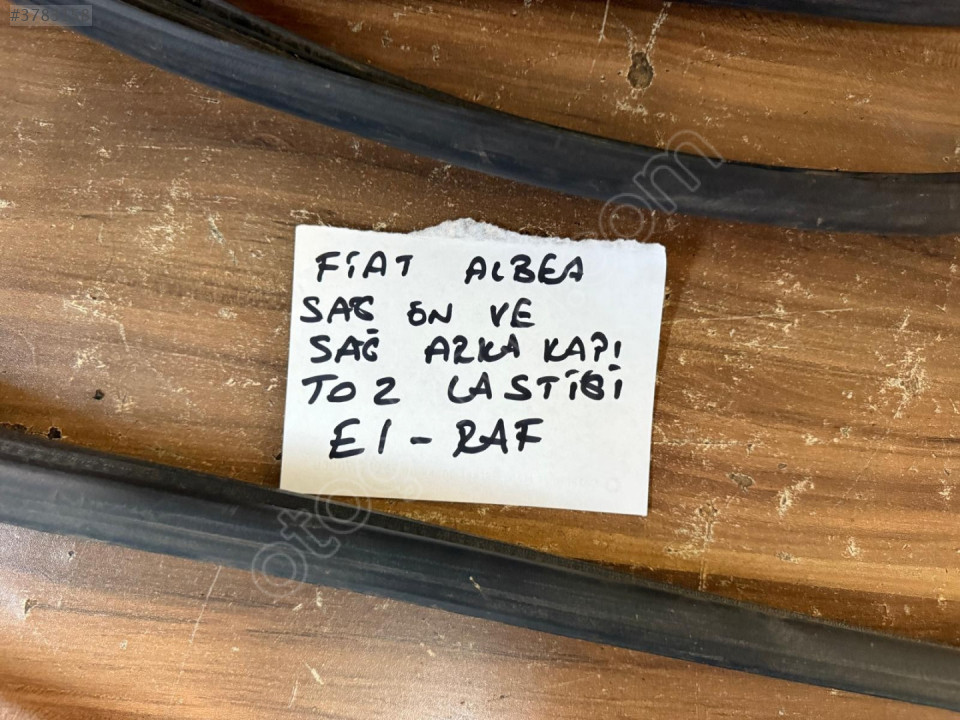 FİAT ALBEA
SAĞ ÖN VE
SAĞ ARKA KAPI
TOZ LASTİĞİ
E1 - RAF